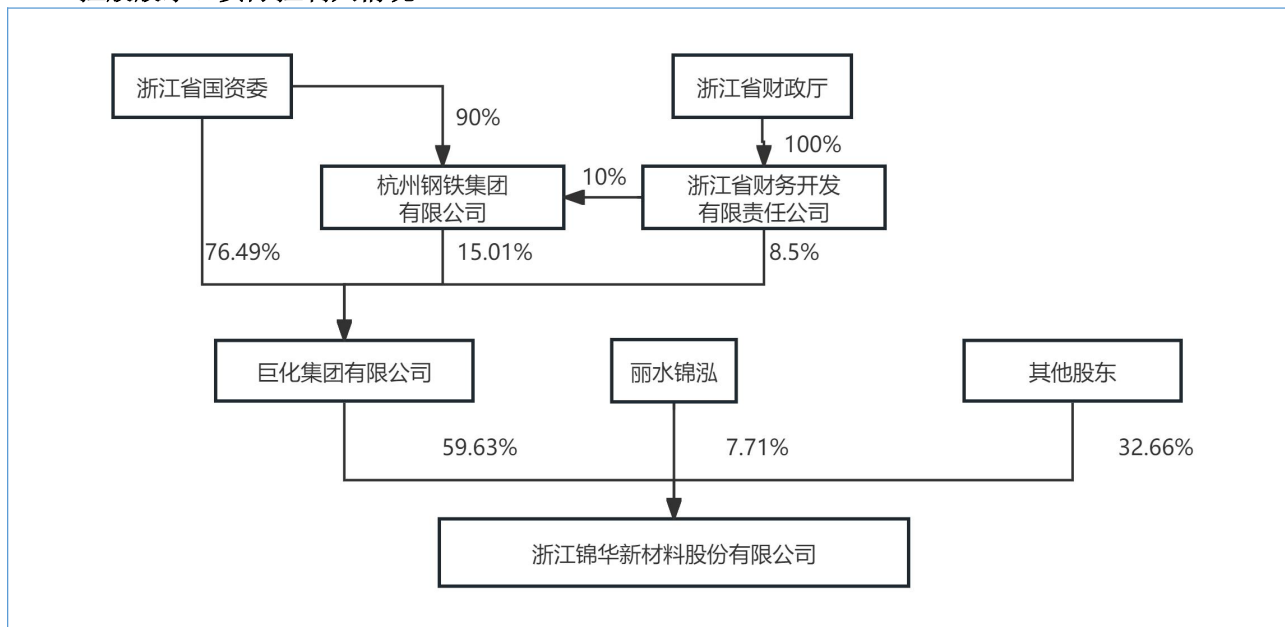 浙江省国资委
浙江省财政厅
90%
100%
杭州钢铁集团
有限公司
10%
浙江省财务开发
有限责任公司
76.49%
15.01%
8.5%
巨化集团有限公司
丽水锦泓
其他股东
59.63%
7.71%
32.66%
浙江锦华新材料股份有限公司